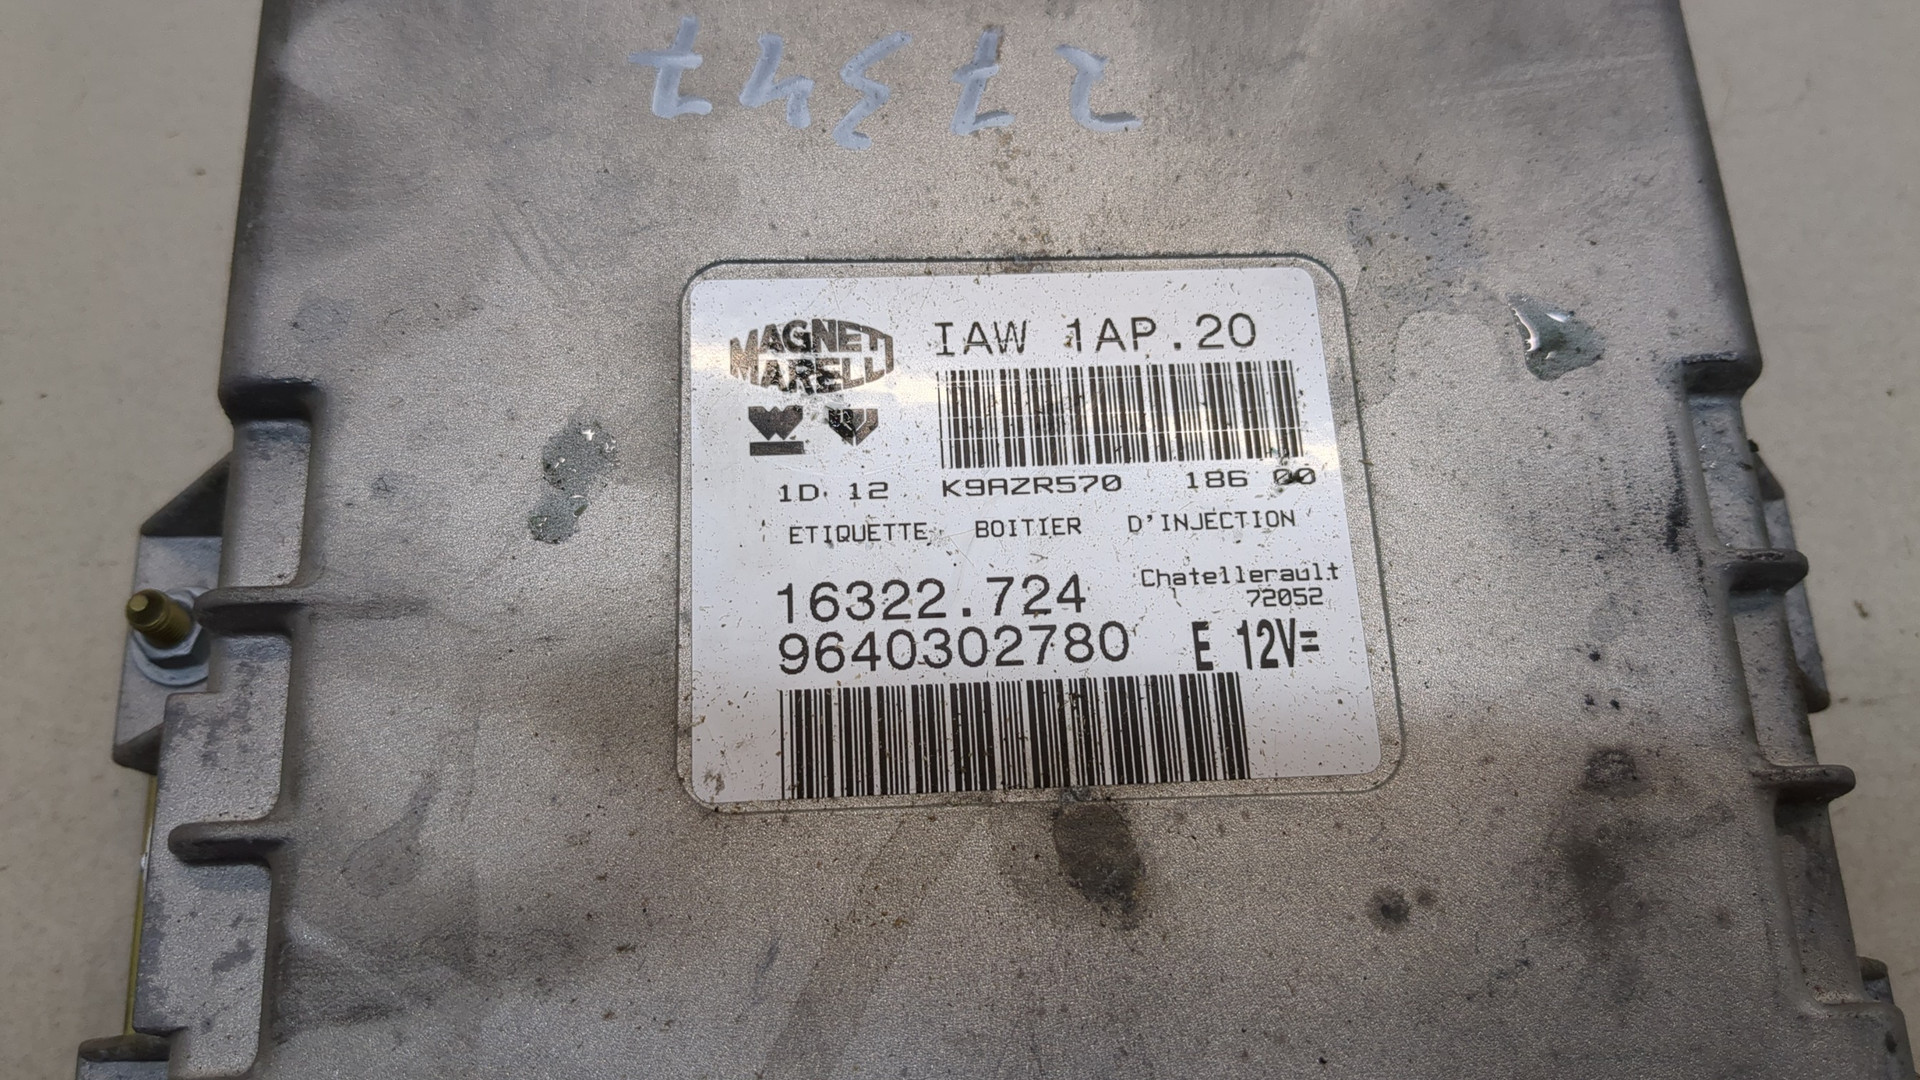 27347
MAGNETI
MARELLI
IAW 1AP.20
1D 12 K9AZR570 186 00
ETIQUETTE BOITIER D'INJECTION
16322.724
Chatellerault
72052
9640302780 E 12V=